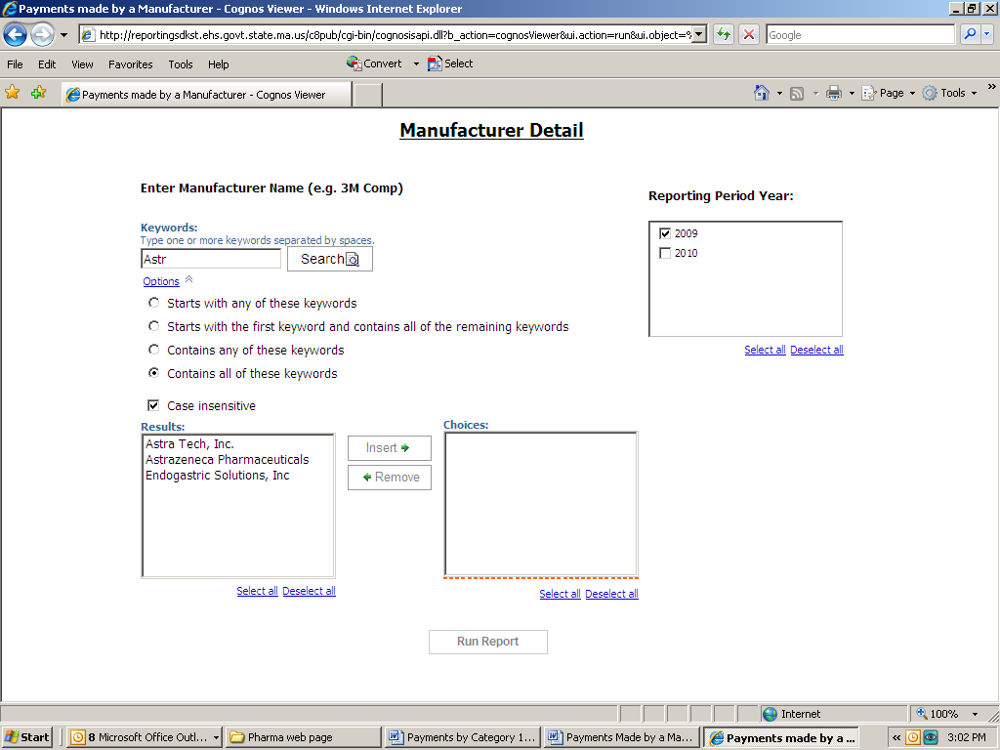 Payments made by a Manufacturer - Cognos Viewer - Windows Internet Explorer
http://reportingsdkst.ehs.govt.state.ma.us/c8pub/cgi-bin/cognosisapi.dll?b_action=cognosViewer&ui.action=run&ui.object=%
Google
File Edit View Favorites Tools Help
Convert Select
Payments made by a Manufacturer - Cognos Viewer
Page Tools »
Manufacturer Detail
Enter Manufacturer Name (e.g. 3M Comp)
Reporting Period Year:
Keywords:
Type one or more keywords separated by spaces.
Astr
Search
2009
2010
Options
Starts with any of these keywords
Starts with the first keyword and contains all of the remaining keywords
Contains any of these keywords
Contains all of these keywords
Select all Deselect all
Case insensitive
Results:
Choices:
Astra Tech, Inc.
Astrazeneca Pharmaceuticals
Endogastric Solutions, Inc
Insert
Remove
Select all Deselect all
Select all Deselect all
Run Report
Internet
100%
Start
8 Microsoft Office Outl...
Pharma web page
Payments by Category 1...
Payments Made by a Ma...
Payments made by a ...
«
3:02 PM